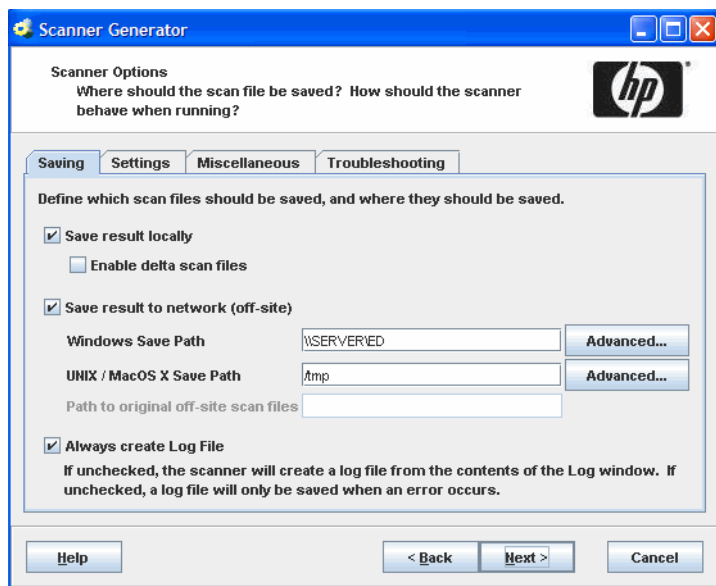 Scanner Generator
Scanner Options
Where should the scan file be saved? How should the scanner
behave when running?
hp
Saving Settings Miscellaneous Troubleshooting
Define which scan files should be saved, and where they should be saved.
Save result locally
Enable delta scan files
Save result to network (off-site)
Windows Save Path \\SERVER\ED Advanced...
UNIX / MacOS X Save Path /tmp Advanced...
Path to original off-site scan files
Always create Log File
If unchecked, the scanner will create a log file from the contents of the Log window. If
unchecked, a log file will only be saved when an error occurs.
Help < Back Next > Cancel